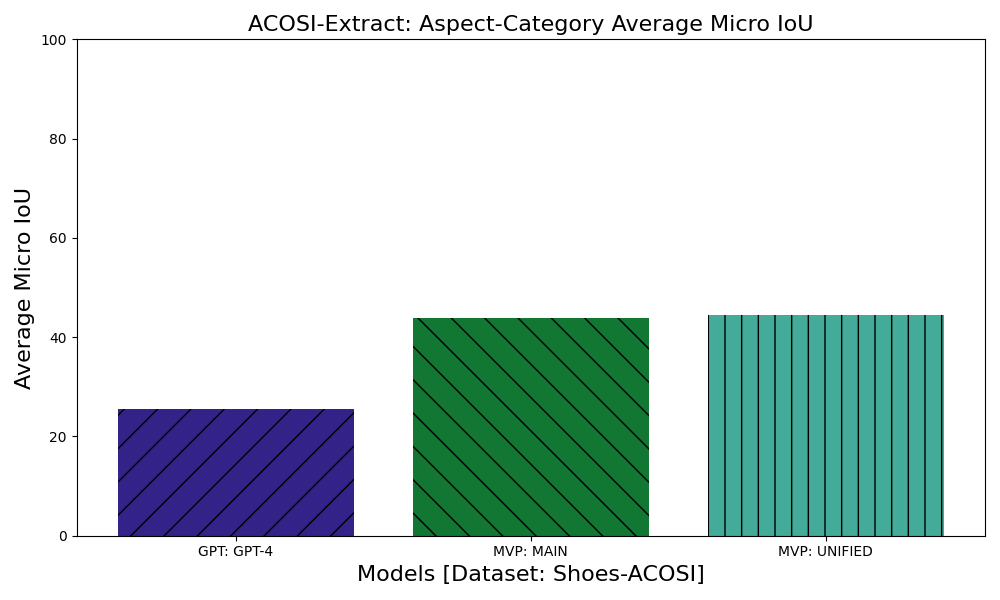 ACOSI-Extract: Aspect-Category Average Micro IoU
100
80
60
40
20
0
Average Micro IoU
GPT: GPT-4
MVP: MAIN
MVP: UNIFIED
Models [Dataset: Shoes-ACOSI]